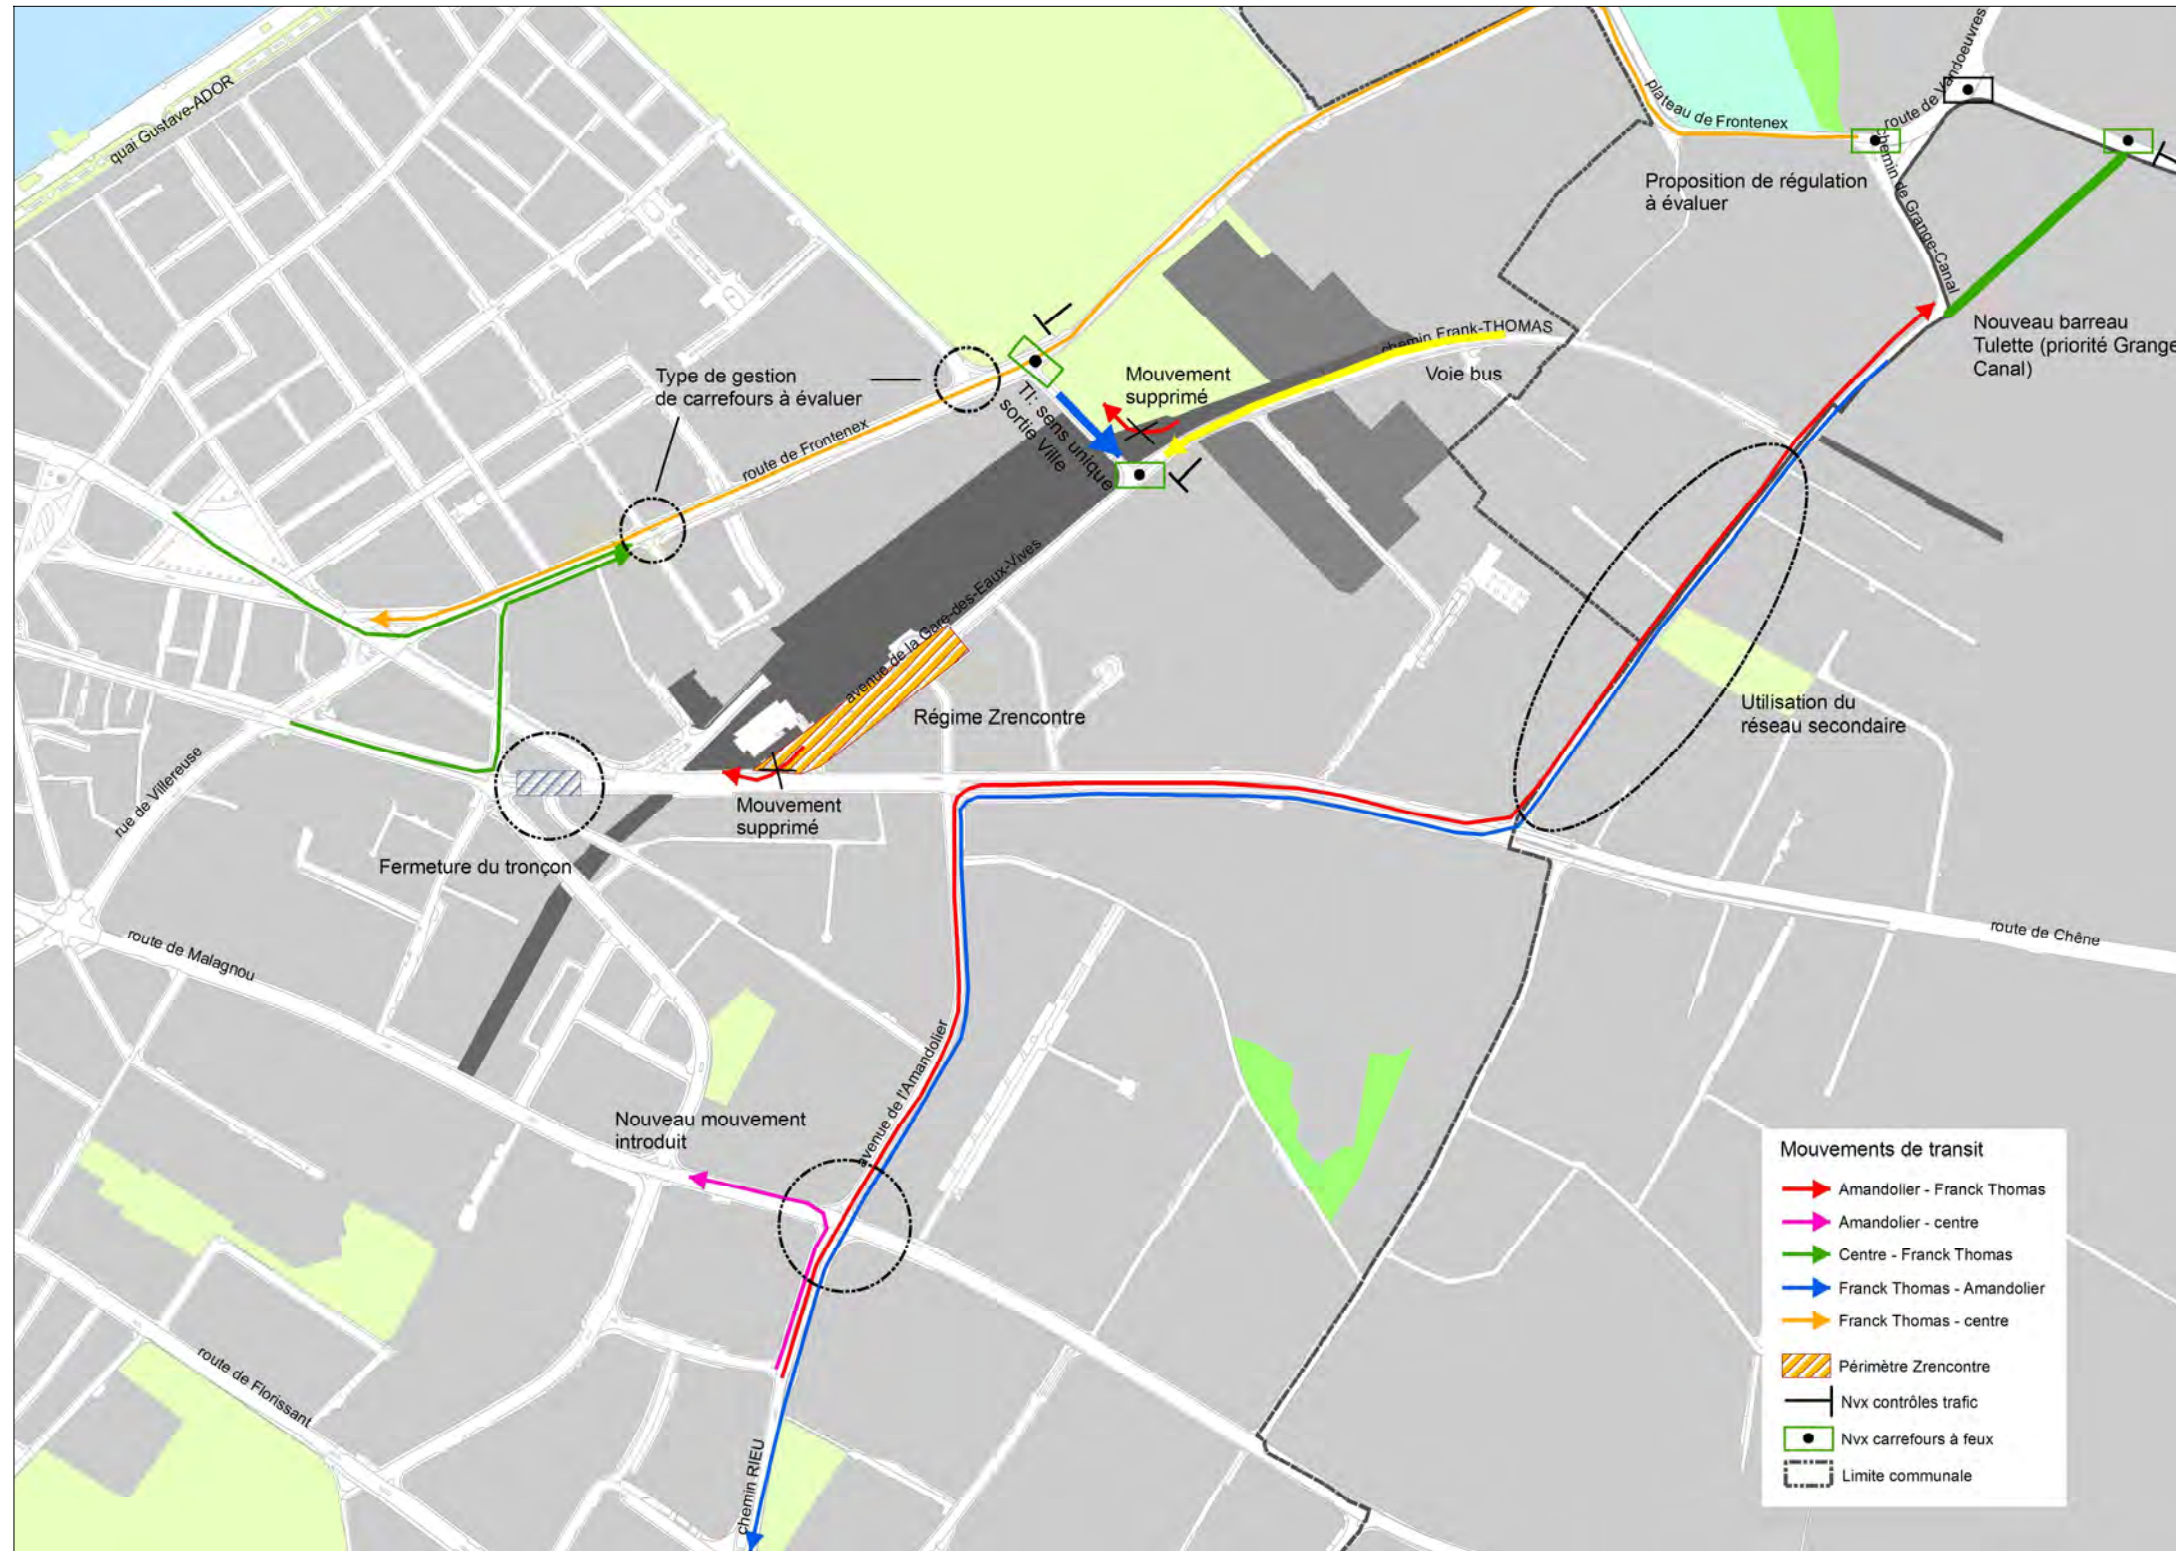 quai Gustave-ADOR
plateau de Frontenex
route de Vandoeuvres
chemin de Grange-Canal
Proposition de régulation
à évaluer
Nouveau barreau
Tulette (priorité Grange
Canal)
chemin Frank-THOMAS
Voie bus
Mouvement
supprimé
TI: sens unique
sortie Ville
Type de gestion
de carrefours à évaluer
route de Frontenex
avenue de la Gare-des-Eaux-Vives
Régime Zrencontre
Utilisation du
réseau secondaire
Mouvement
supprimé
rue de Villereuse
Fermeture du tronçon
route de Malagnou
route de Chêne
avenue de l'Amandolier
Nouveau mouvement
introduit
route de Florissant
chemin RIEU
Mouvements de transit
Amandolier - Franck Thomas
Amandolier - centre
Centre - Franck Thomas
Franck Thomas - Amandolier
Franck Thomas - centre
Périmètre Zrencontre
Nvx contrôles trafic
Nvx carrefours à feux
Limite communale